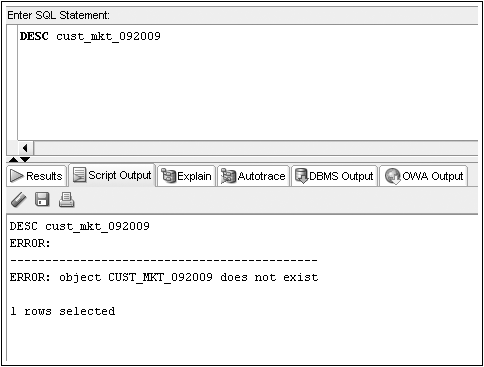 Enter SQL Statement:
DESC cust_mkt_092009
Results Script Output Explain Autotrace DBMS Output OWA Output
DESC cust_mkt_092009
ERROR:
--------------------------------------------
ERROR: object CUST_MKT_092009 does not exist
1 rows selected